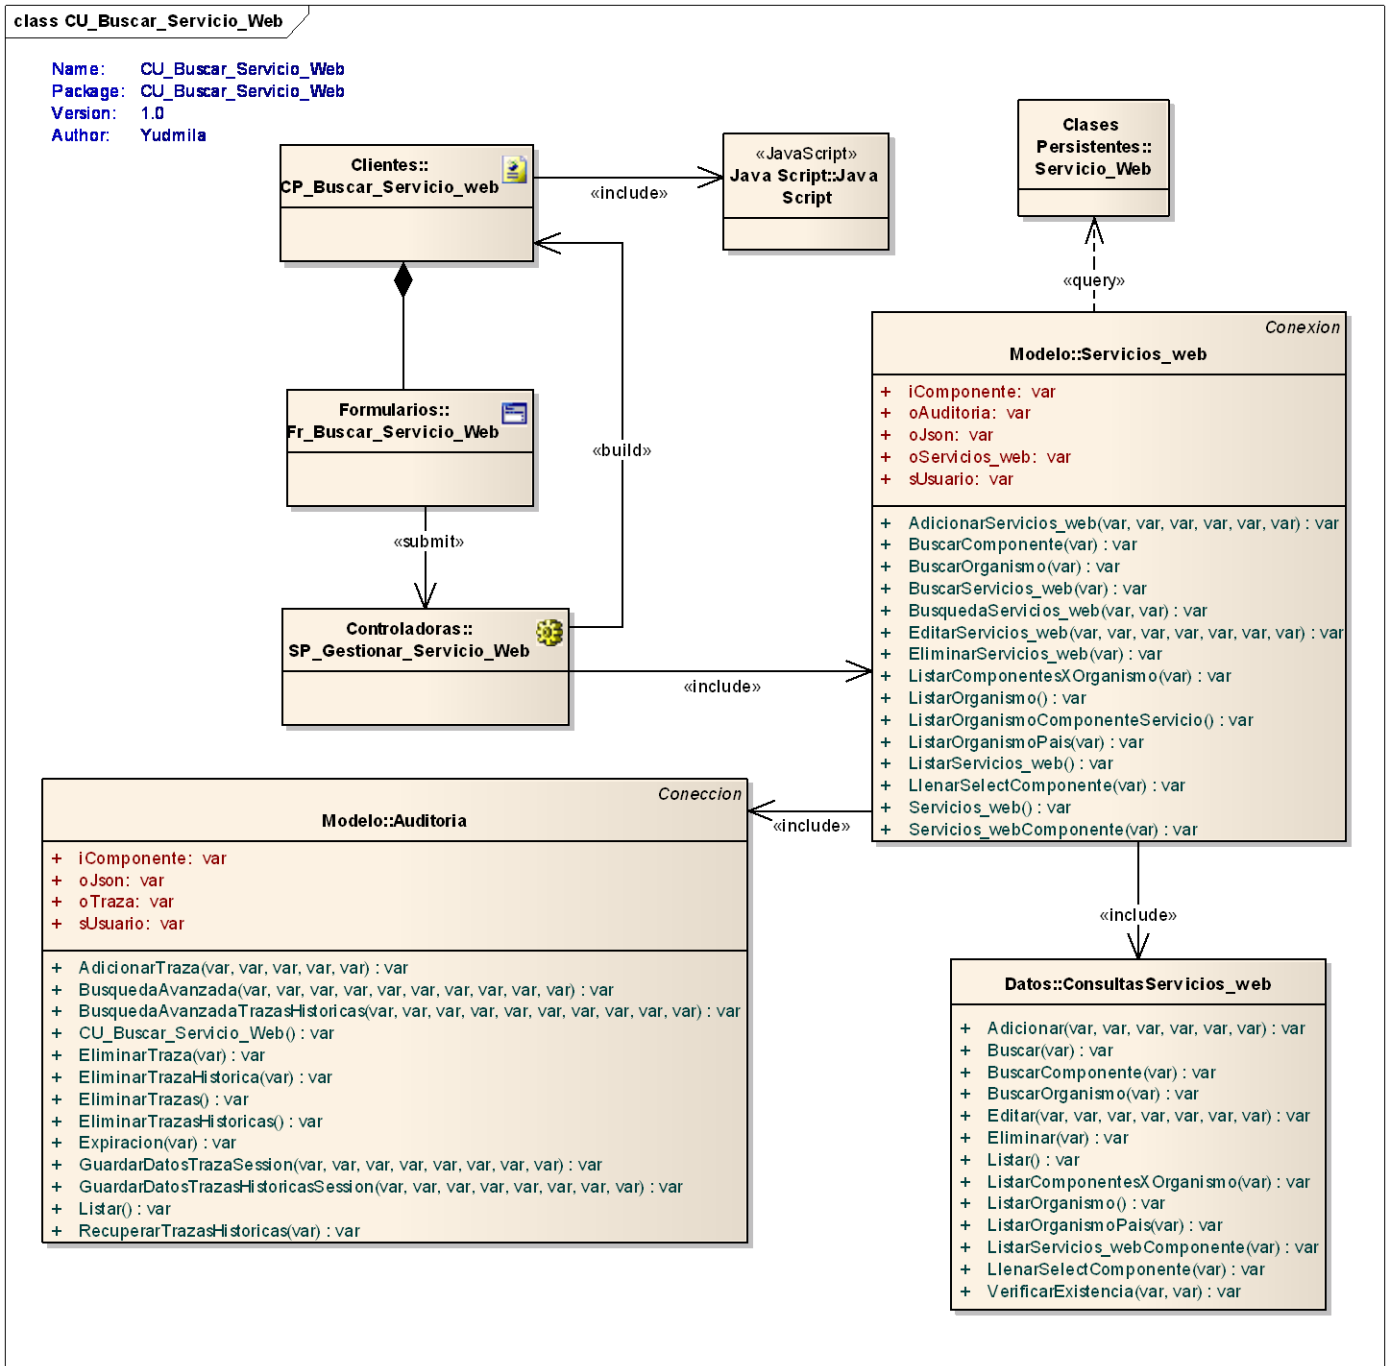 class CU_Buscar_Servicio_Web
Name: CU_Buscar_Servicio_Web
Package: CU_Buscar_Servicio_Web
Version: 1.0
Author: Yudmila
Clientes::
CP_Buscar_Servicio_web
«include»
«JavaScript»
Java Script::Java
Script
Clases
Persistentes::
Servicio_Web
«query»
Formularios::
Fr_Buscar_Servicio_Web
«build»
«submit»
Controladoras::
SP_Gestionar_Servicio_Web
«include»
Conexion
Modelo::Servicios_web
+ iComponente: var
+ oAuditoria: var
+ oJson: var
+ oServicios_web: var
+ sUsuario: var
+ AdicionarServicios_web(var, var, var, var, var, var) : var
+ BuscarComponente(var) : var
+ BuscarOrganismo(var) : var
+ BuscarServicios_web(var) : var
+ BusquedaServicios_web(var, var) : var
+ EditarServicios_web(var, var, var, var, var, var, var) : var
+ EliminarServicios_web(var) : var
+ ListarComponentesXOrganismo(var) : var
+ ListarOrganismo() : var
+ ListarOrganismoComponenteServicio() : var
+ ListarOrganismoPais(var) : var
+ ListarServicios_web() : var
+ LlenarSelectComponente(var) : var
+ Servicios_web() : var
+ Servicios_webComponente(var) : var
«include»
«include»
Coneccion
Modelo::Auditoria
+ iComponente: var
+ oJson: var
+ oTraza: var
+ sUsuario: var
+ AdicionarTraza(var, var, var, var, var) : var
+ BusquedaAvanzada(var, var, var, var, var, var, var, var, var, var) : var
+ BusquedaAvanzadaTrazasHistoricas(var, var, var, var, var, var, var, var, var, var) : var
+ CU_Buscar_Servicio_Web() : var
+ EliminarTraza(var) : var
+ EliminarTrazaHistorica(var) : var
+ EliminarTrazas() : var
+ EliminarTrazasHistoricas() : var
+ Expiracion(var) : var
+ GuardarDatosTrazaSession(var, var, var, var, var, var, var, var) : var
+ GuardarDatosTrazasHistoricasSession(var, var, var, var, var, var, var, var) : var
+ Listar() : var
+ RecuperarTrazasHistoricas(var) : var
Datos::ConsultasServicios_web
+ Adicionar(var, var, var, var, var, var) : var
+ Buscar(var) : var
+ BuscarComponente(var) : var
+ BuscarOrganismo(var) : var
+ Editar(var, var, var, var, var, var, var) : var
+ Eliminar(var) : var
+ Listar() : var
+ ListarComponentesXOrganismo(var) : var
+ ListarOrganismo() : var
+ ListarOrganismoPais(var) : var
+ ListarServicios_webComponente(var) : var
+ LlenarSelectComponente(var) : var
+ VerificarExistencia(var, var) : var